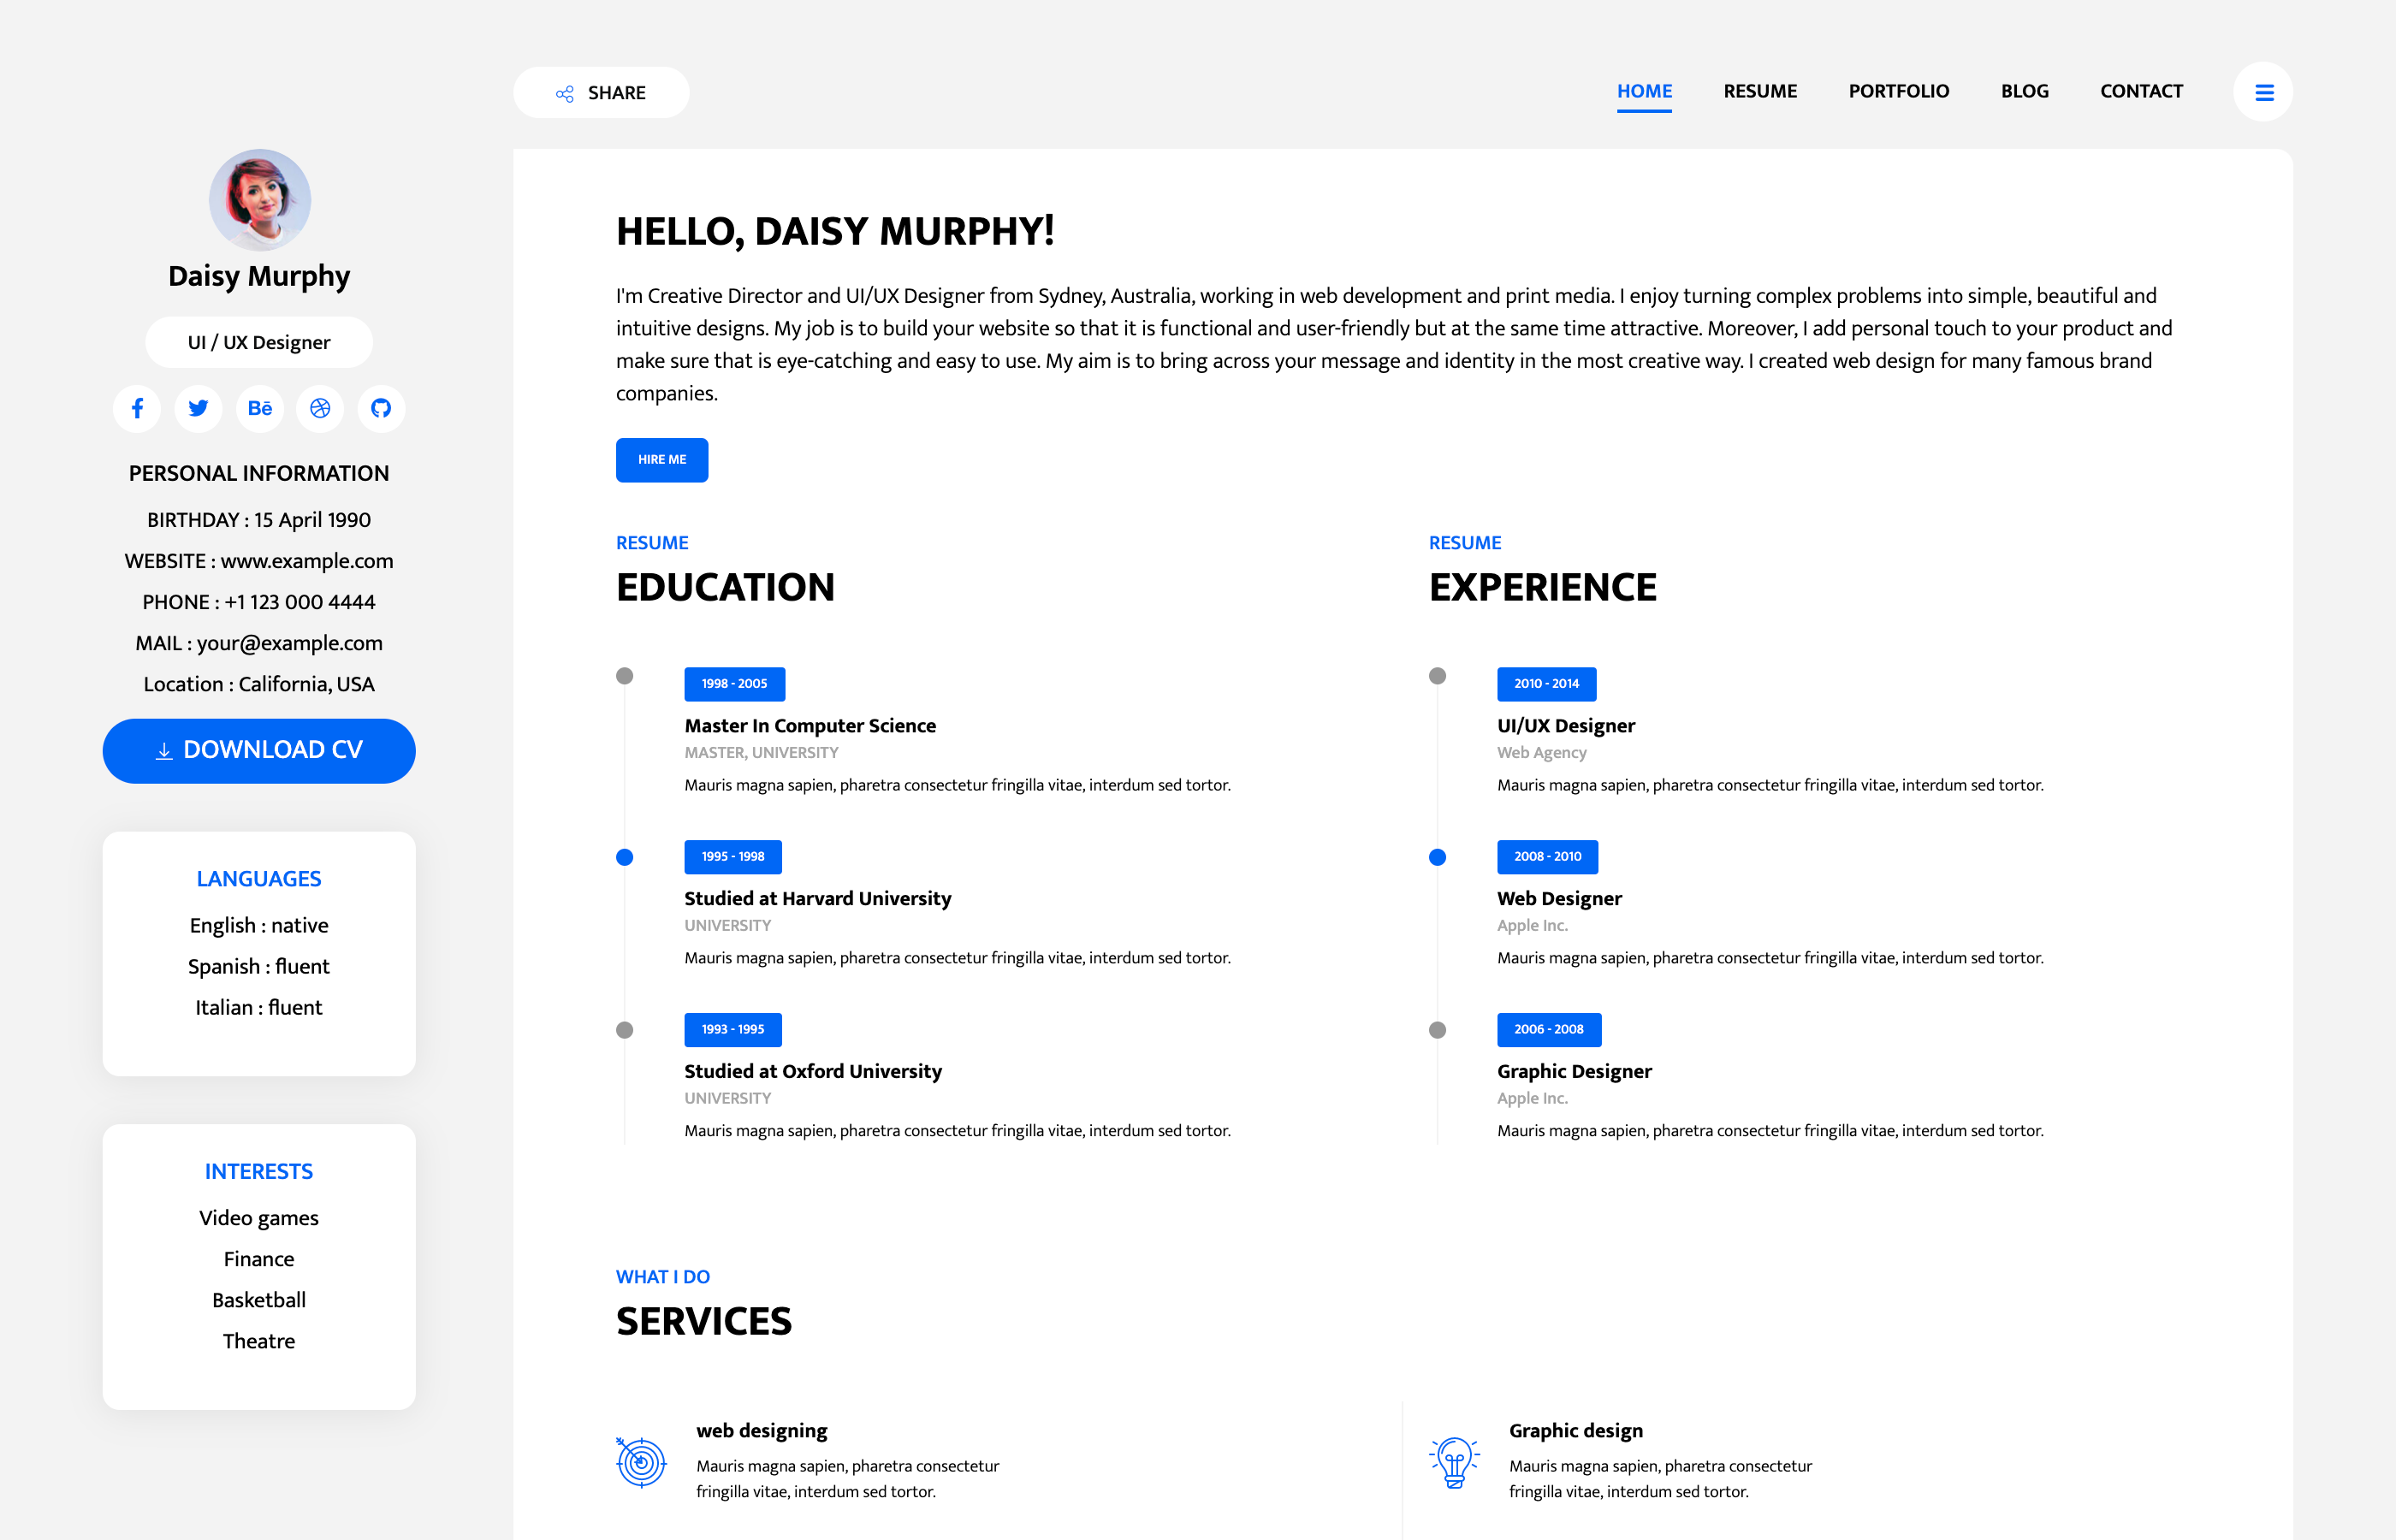 SHARE
HOME RESUME PORTFOLIO BLOG CONTACT
Daisy Murphy
UI / UX Designer
Bē
PERSONAL INFORMATION
BIRTHDAY : 15 April 1990
WEBSITE : www.example.com
PHONE : +1 123 000 4444
MAIL : your@example.com
Location : California, USA
DOWNLOAD CV
LANGUAGES
English : native
Spanish : fluent
Italian : fluent
INTERESTS
Video games
Finance
Basketball
Theatre
HELLO, DAISY MURPHY!
I'm Creative Director and UI/UX Designer from Sydney, Australia, working in web development and print media. I enjoy turning complex problems into simple, beautiful and
intuitive designs. My job is to build your website so that it is functional and user-friendly but at the same time attractive. Moreover, I add personal touch to your product and
make sure that is eye-catching and easy to use. My aim is to bring across your message and identity in the most creative way. I created web design for many famous brand
companies.
HIRE ME
RESUME
EDUCATION
1998 - 2005
Master In Computer Science
MASTER, UNIVERSITY
Mauris magna sapien, pharetra consectetur fringilla vitae, interdum sed tortor.
1995 - 1998
Studied at Harvard University
UNIVERSITY
Mauris magna sapien, pharetra consectetur fringilla vitae, interdum sed tortor.
1993 - 1995
Studied at Oxford University
UNIVERSITY
Mauris magna sapien, pharetra consectetur fringilla vitae, interdum sed tortor.
RESUME
EXPERIENCE
2010 - 2014
UI/UX Designer
Web Agency
Mauris magna sapien, pharetra consectetur fringilla vitae, interdum sed tortor.
2008 - 2010
Web Designer
Apple Inc.
Mauris magna sapien, pharetra consectetur fringilla vitae, interdum sed tortor.
2006 - 2008
Graphic Designer
Apple Inc.
Mauris magna sapien, pharetra consectetur fringilla vitae, interdum sed tortor.
WHAT I DO
SERVICES
web designing
Mauris magna sapien, pharetra consectetur
fringilla vitae, interdum sed tortor.
Graphic design
Mauris magna sapien, pharetra consectetur
fringilla vitae, interdum sed tortor.